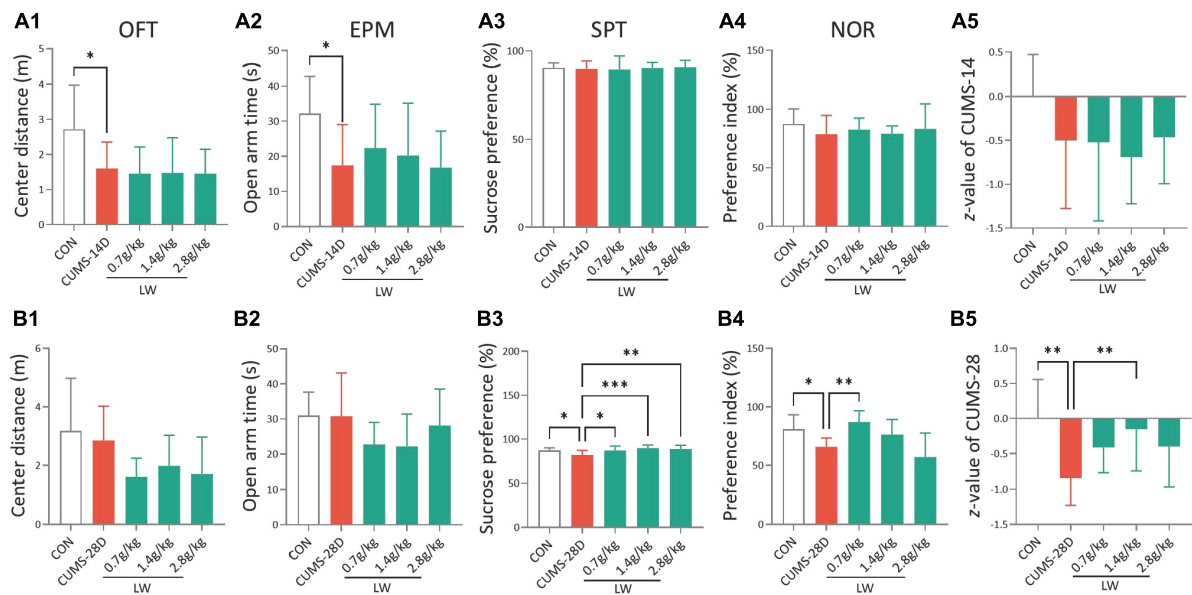 A1 OFT
Center distance (m)
5
4
3
2
1
0
*
CON
CUMS-14D
0.7g/kg
1.4g/kg
2.8g/kg
LW
A2 EPM
Open arm time (s)
50
40
30
20
10
0
*
CON
CUMS-14D
0.7g/kg
1.4g/kg
2.8g/kg
LW
A3 SPT
Sucrose preference (%)
100
50
0
CON
CUMS-14D
0.7g/kg
1.4g/kg
2.8g/kg
LW
A4 NOR
Preference index (%)
150
100
50
0
CON
CUMS-14D
0.7g/kg
1.4g/kg
2.8g/kg
LW
A5
z-value of CUMS-14
0.5
0.0
-0.5
-1.0
-1.5
CON
CUMS-14D
0.7g/kg
1.4g/kg
2.8g/kg
LW
B1
Center distance (m)
6
4
2
0
CON
CUMS-28D
0.7g/kg
1.4g/kg
2.8g/kg
LW
B2
Open arm time (s)
50
40
30
20
10
0
CON
CUMS-28D
0.7g/kg
1.4g/kg
2.8g/kg
LW
B3
Sucrose preference (%)
200
150
100
50
0
**
***
* *
CON
CUMS-28D
0.7g/kg
1.4g/kg
2.8g/kg
LW
B4
Preference index (%)
150
100
50
0
* **
CON
CUMS-28D
0.7g/kg
1.4g/kg
2.8g/kg
LW
B5
z-value of CUMS-28
1.0
0.5
0.0
-0.5
-1.0
-1.5
** **
CON
CUMS-28D
0.7g/kg
1.4g/kg
2.8g/kg
LW